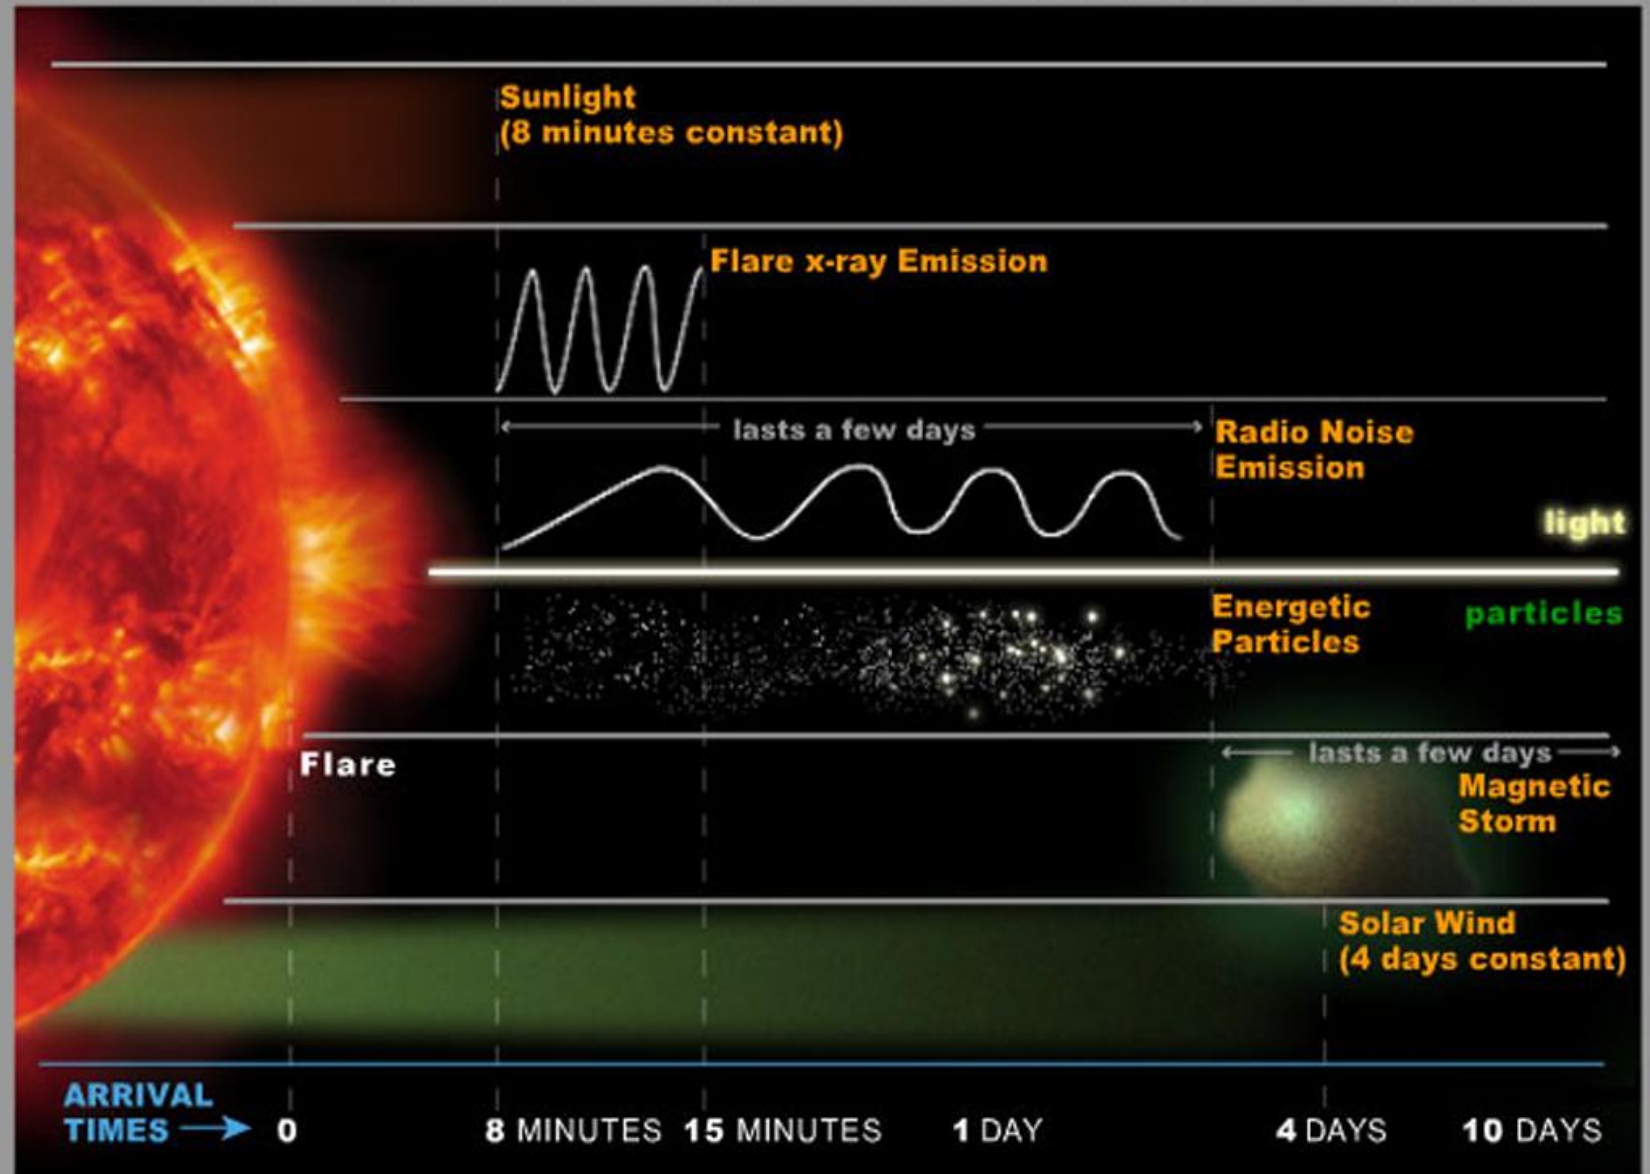 Sunlight
(8 minutes constant)
Flare x-ray Emission
lasts a few days
Radio Noise
Emission
light
Energetic
Particles
particles
lasts a few days
Flare
Magnetic
Storm
Solar Wind
(4 days constant)
ARRIVAL
TIMES
0 8 MINUTES 15 MINUTES 1 DAY 4 DAYS 10 DAYS